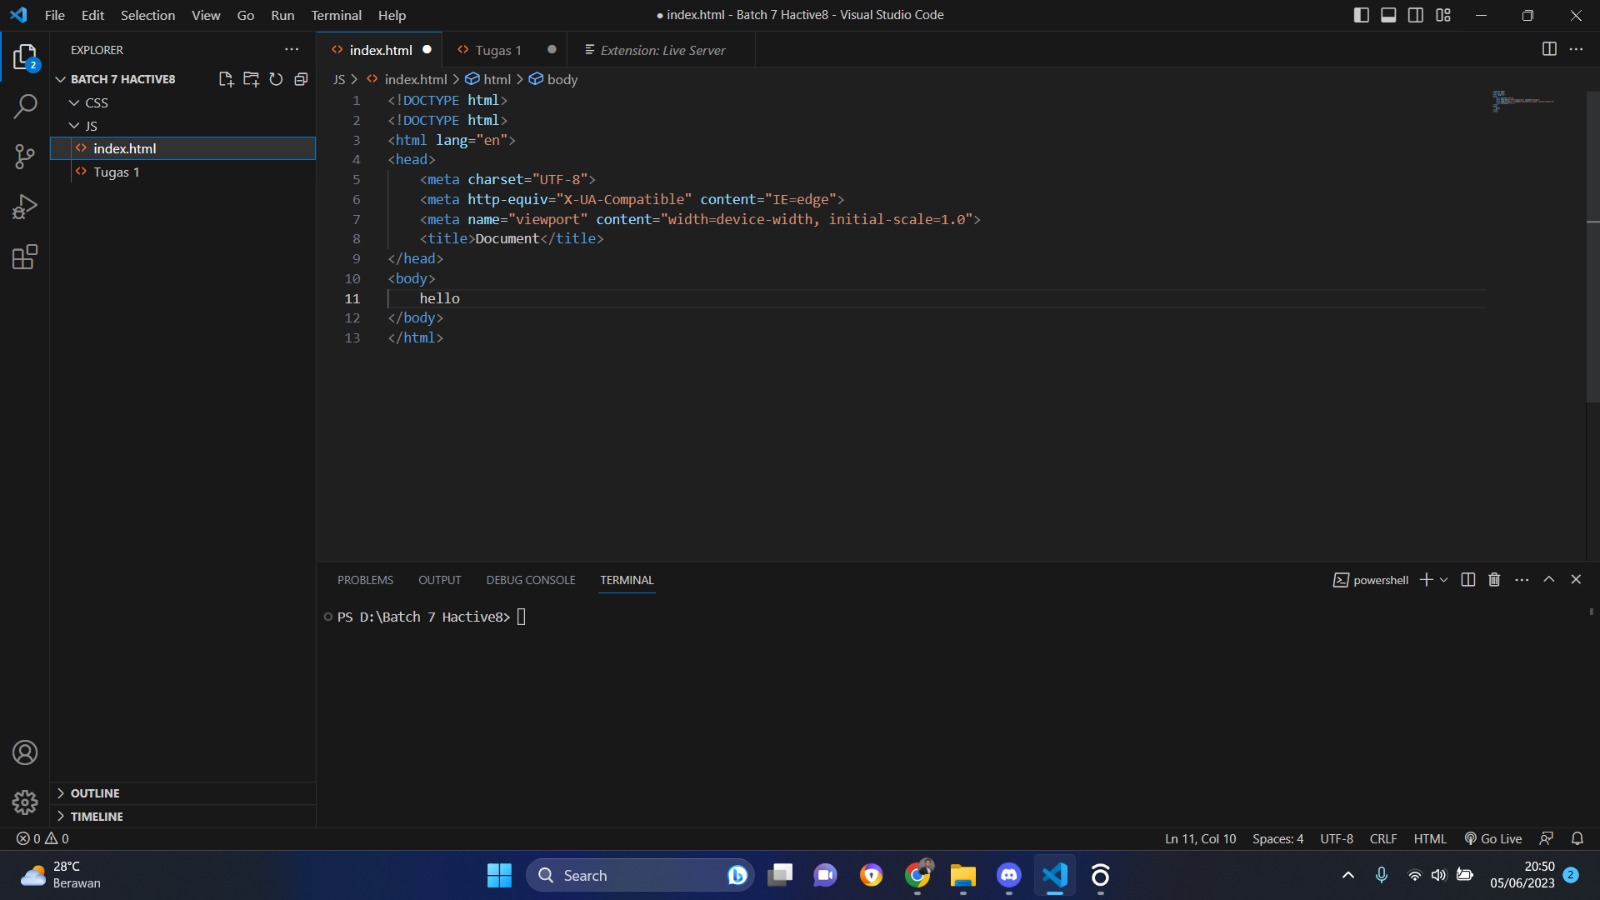 File Edit Selection View Go Run Terminal Help
● index.html - Batch 7 Hactive8 - Visual Studio Code
EXPLORER
index.html
Tugas 1
Extension: Live Server
BATCH 7 HACTIVE8
JS > index.html > html > body
CSS
JS
index.html
Tugas 1
2
1 <!DOCTYPE html>
2 <!DOCTYPE html>
3 <html lang="en">
4 <head>
5 <meta charset="UTF-8">
6 <meta http-equiv="X-UA-Compatible" content="IE=edge">
7 <meta name="viewport" content="width=device-width, initial-scale=1.0">
8 <title>Document</title>
9 </head>
10 <body>
11 hello
12 </body>
13 </html>
PROBLEMS OUTPUT DEBUG CONSOLE TERMINAL
powershell
PS D:\Batch 7 Hactive8>
OUTLINE
TIMELINE
0 0
Ln 11, Col 10 Spaces: 4 UTF-8 CRLF HTML Go Live
28°C
Berawan
Search
20:50
05/06/2023
2